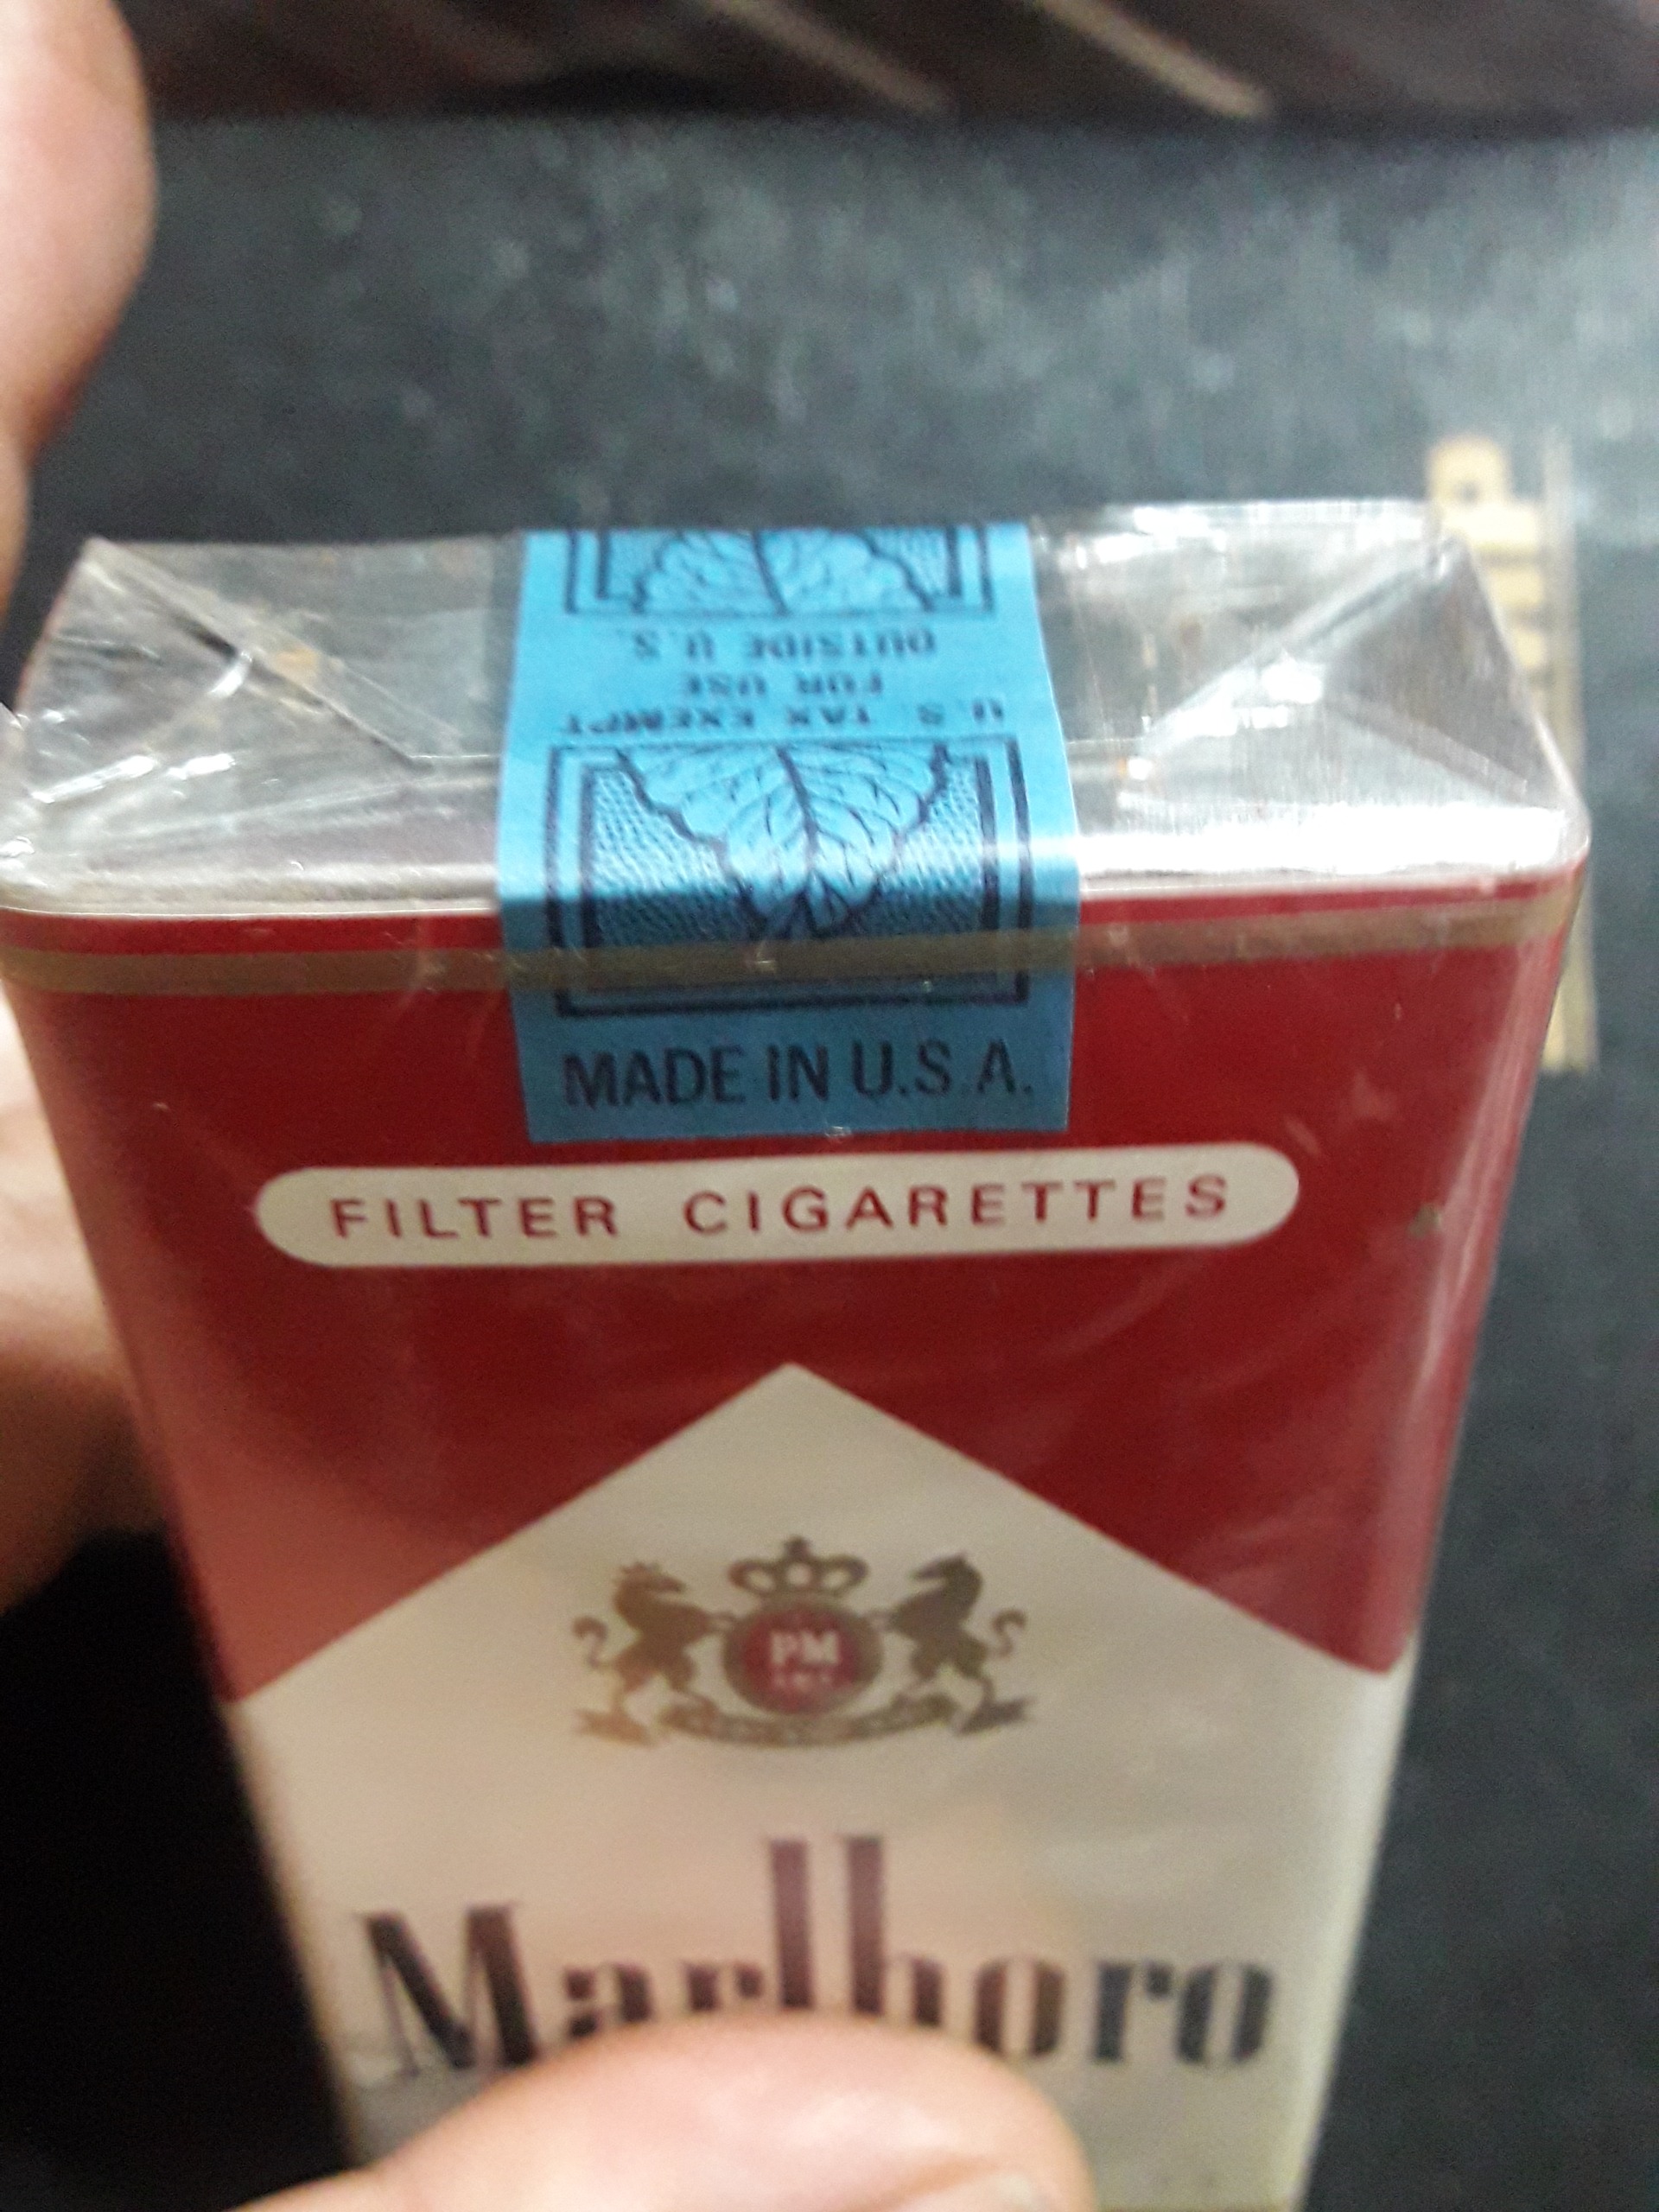 OUTSIDE U.S.
FOR USE
U.S. TAX EXEMPT
MADE IN U.S.A.
FILTER CIGARETTES
PM
Marlboro